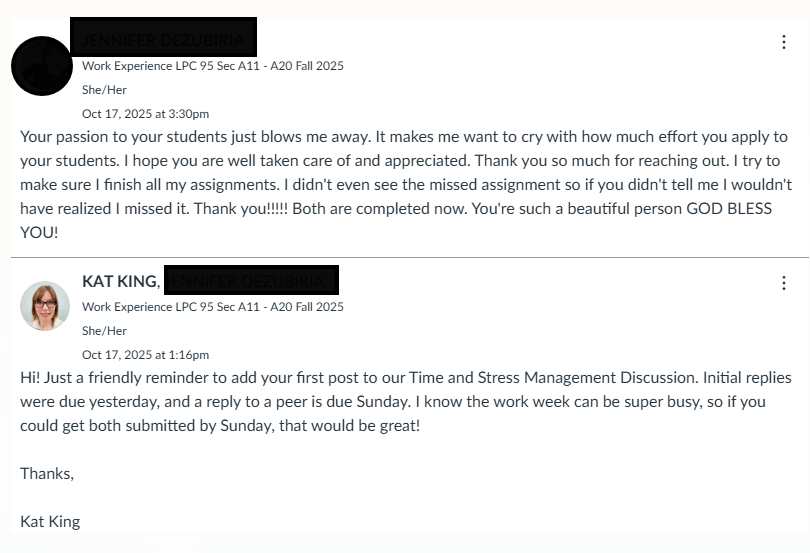 Work Experience LPC 95 Sec A11 - A20 Fall 2025
She/Her
Oct 17, 2025 at 3:30pm
Your passion to your students just blows me away. It makes me want to cry with how much effort you apply to
your students. I hope you are well taken care of and appreciated. Thank you so much for reaching out. I try to
make sure I finish all my assignments. I didn't even see the missed assignment so if you didn't tell me I wouldn't
have realized I missed it. Thank you!!!!! Both are completed now. You're such a beautiful person GOD BLESS
YOU!
KAT KING,
Work Experience LPC 95 Sec A11 - A20 Fall 2025
She/Her
Oct 17, 2025 at 1:16pm
Hi! Just a friendly reminder to add your first post to our Time and Stress Management Discussion. Initial replies
were due yesterday, and a reply to a peer is due Sunday. I know the work week can be super busy, so if you
could get both submitted by Sunday, that would be great!
Thanks,
Kat King